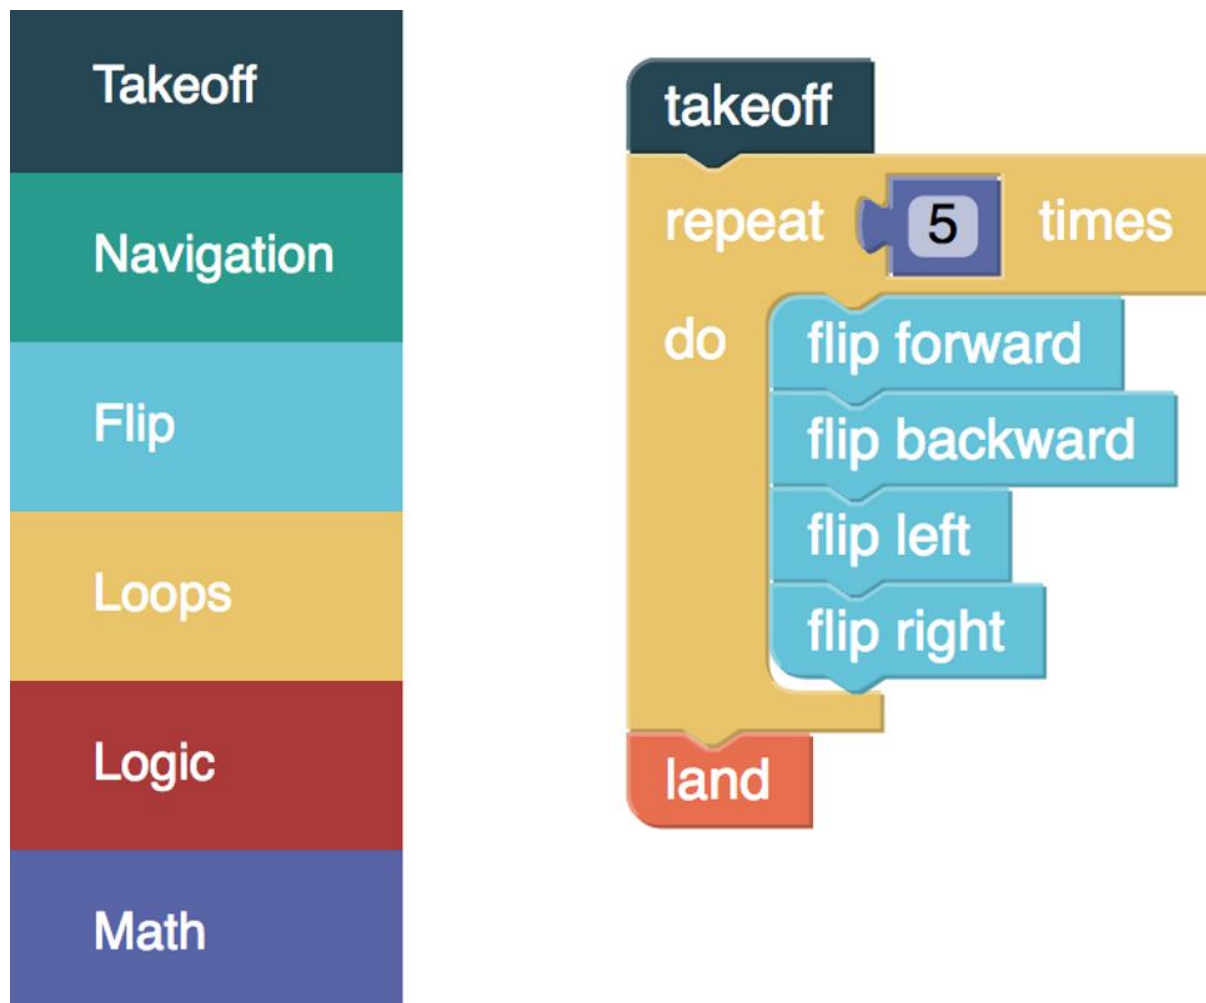 Takeoff
Navigation
Flip
Loops
Logic
Math
takeoff
repeat 5 times
do flip forward
flip backward
flip left
flip right
land